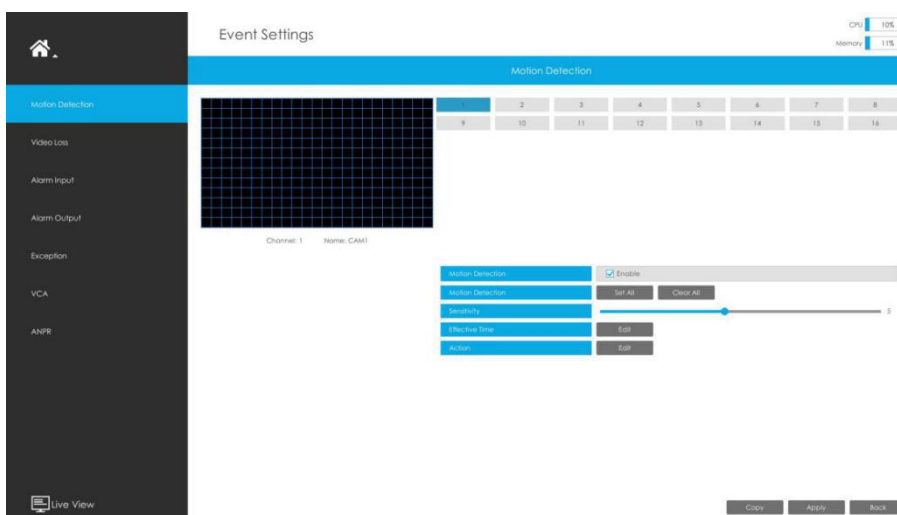 Event Settings
CPU 10%
Memory 11%
Motion Detection
Motion Detection
Video Loss
Alarm Input
Alarm Output
Exception
VCA
ANPR
1 2 3 4 5 6 7 8
9 10 11 12 13 14 15 16
Channel: 1 Name: CAM1
Motion Detection Enable
Motion Detection Set All Clear All
Sensitivity 5
Effective Time Edit
Action Edit
Live View
Copy Apply Back